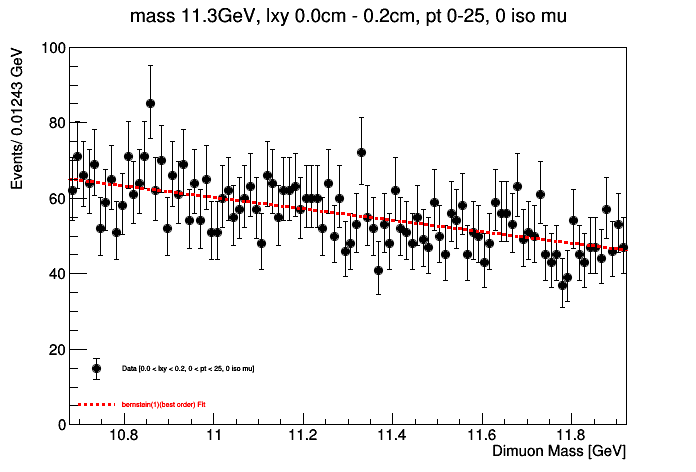 mass 11.3GeV, lxy 0.0cm - 0.2cm, pt 0-25, 0 iso mu
Events/ 0.01243 GeV
100
80
60
40
20
0
Data [0.0 < lxy < 0.2, 0 < pt < 25, 0 iso mu]
bernstein(1)(best order) Fit
10.8 11 11.2 11.4 11.6 11.8
Dimuon Mass [GeV]